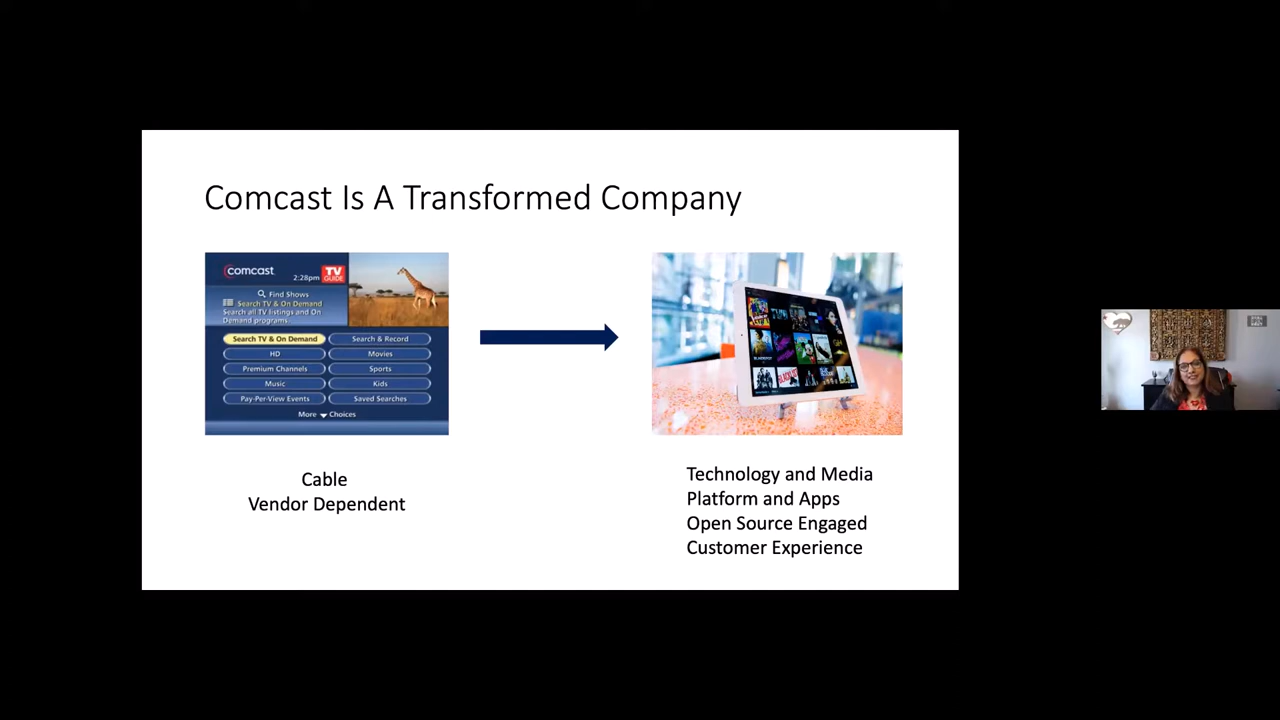 Comcast Is A Transformed Company
comcast
2:28pm
TV
GUIDE
Find Shows
Search TV & On Demand
Search all TV listings and On
Demand programs.
Search TV & On Demand
Search & Record
HD
Movies
Premium Channels
Sports
Music
Kids
Pay-Per-View Events
Saved Searches
More Choices
Cable
Vendor Dependent
Technology and Media
Platform and Apps
Open Source Engaged
Customer Experience